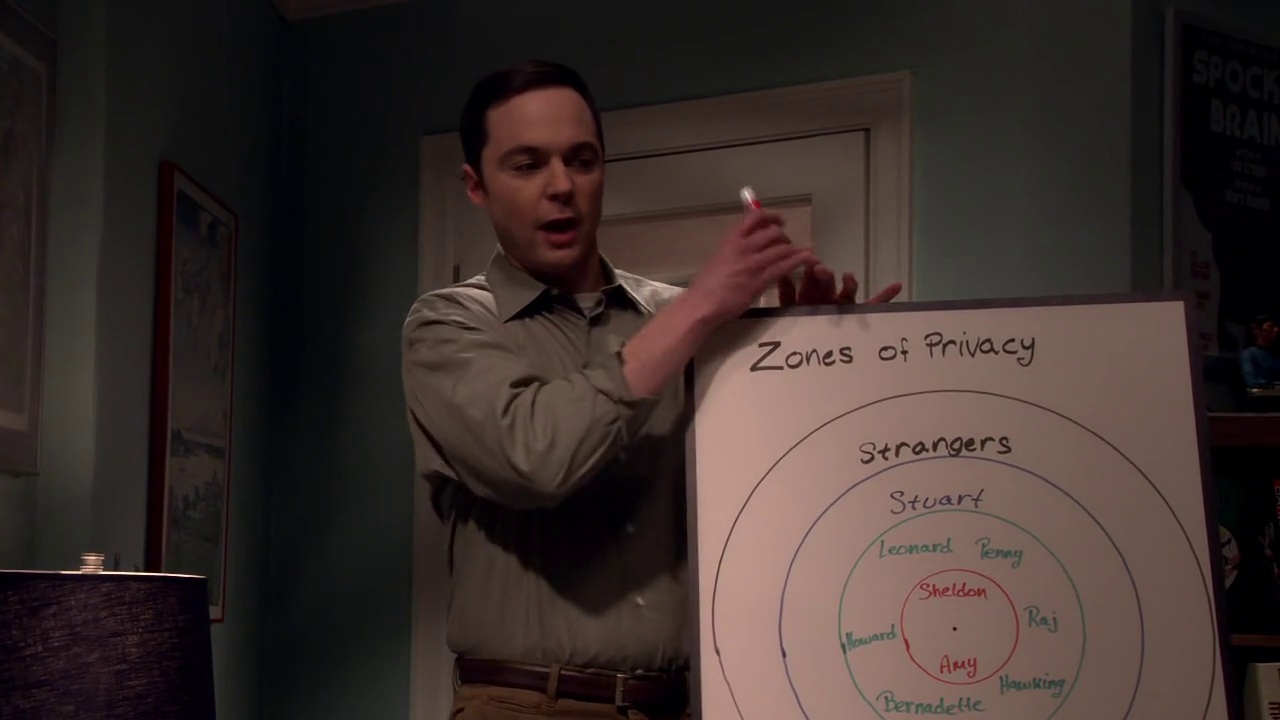 SPOCK
BRAIN
Zones of Privacy
Strangers
Stuart
Leonard Penny
Sheldon
Raj
Howard
Amy
Hawking
Bernadette